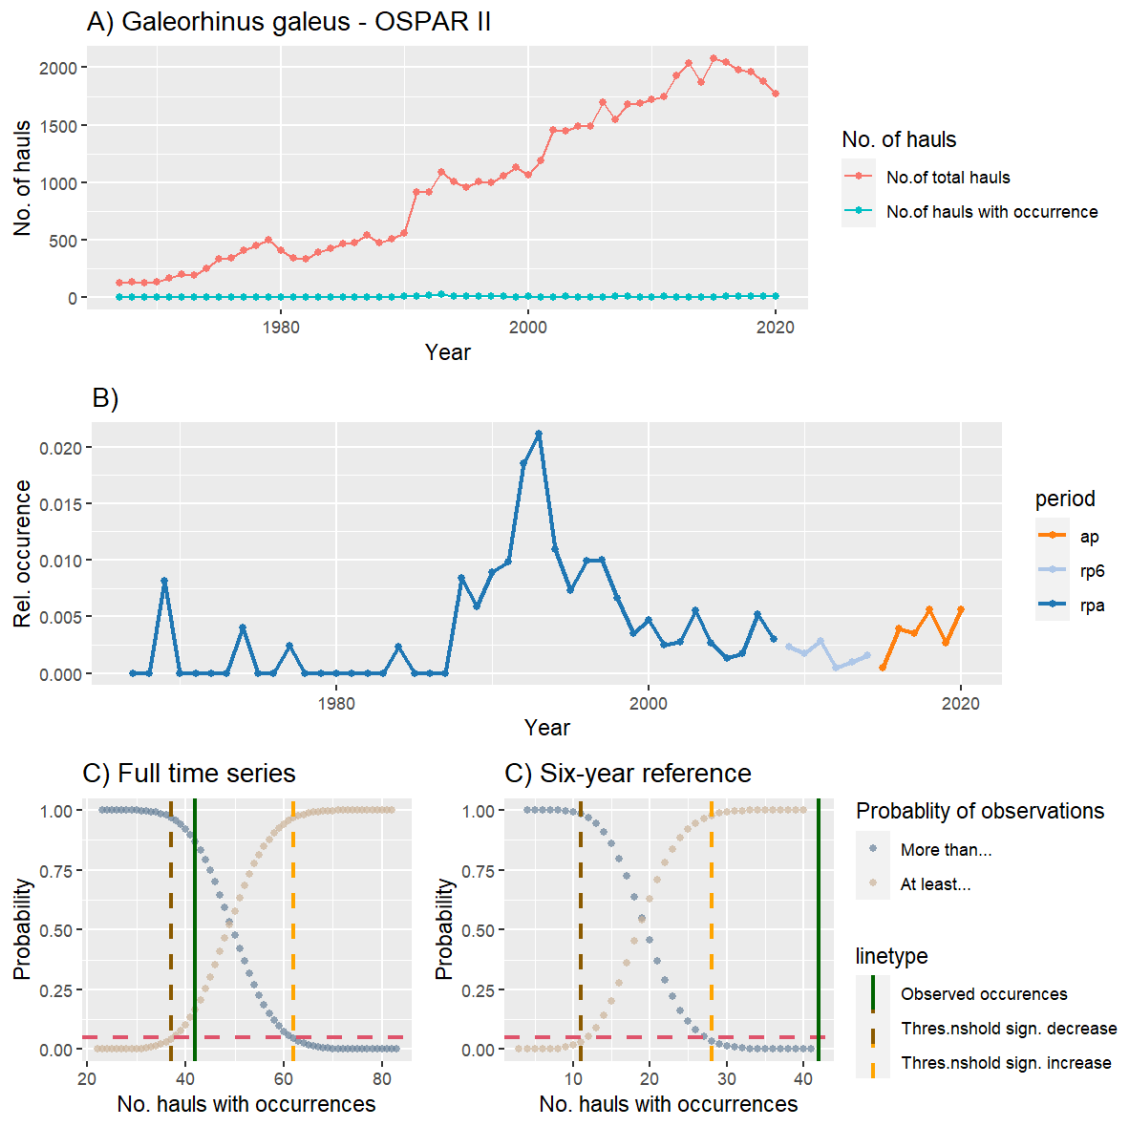 A) Galeorhinus galeus - OSPAR II
No. of hauls
2000
1500
1000
500
0
1980
2000
2020
Year
No. of hauls
No.of total hauls
No.of hauls with occurrence
B)
Rel. occurence
0.020
0.015
0.010
0.005
0.000
1980
2000
2020
Year
period
ap
rp6
rpa
C) Full time series
Probability
1.00
0.75
0.50
0.25
0.00
20
40
60
80
No. hauls with occurrences
C) Six-year reference
Probability
1.00
0.75
0.50
0.25
0.00
10
20
30
40
No. hauls with occurrences
Probablity of observations
More than...
At least...
linetype
Observed occurences
Thres.nshold sign. decrease
Thres.nshold sign. increase